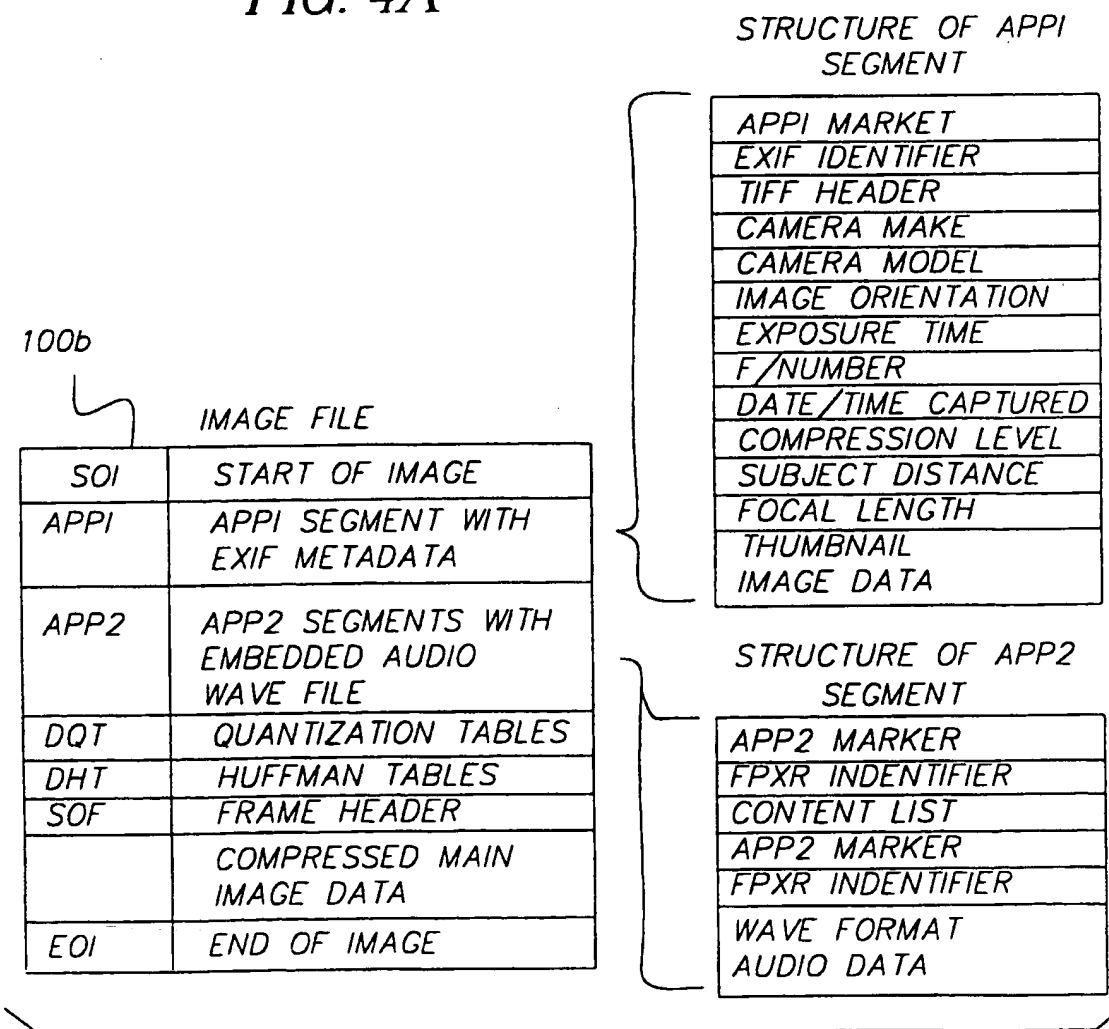 FIG. 4A
STRUCTURE OF APP1
SEGMENT
APP1 MARKET
EXIF IDENTIFIER
TIFF HEADER
CAMERA MAKE
CAMERA MODEL
IMAGE ORIENTATION
EXPOSURE TIME
F/NUMBER
DATE/TIME CAPTURED
COMPRESSION LEVEL
SUBJECT DISTANCE
FOCAL LENGTH
THUMBNAIL
IMAGE DATA
100b
IMAGE FILE
SOI START OF IMAGE
APP1 APP1 SEGMENT WITH
EXIF METADATA
APP2 APP2 SEGMENTS WITH
EMBEDDED AUDIO
WAVE FILE
DQT QUANTIZATION TABLES
DHT HUFFMAN TABLES
SOF FRAME HEADER
COMPRESSED MAIN
IMAGE DATA
EOI END OF IMAGE
STRUCTURE OF APP2
SEGMENT
APP2 MARKER
FPXR INDENTIFIER
CONTENT LIST
APP2 MARKER
FPXR INDENTIFIER
WAVE FORMAT
AUDIO DATA